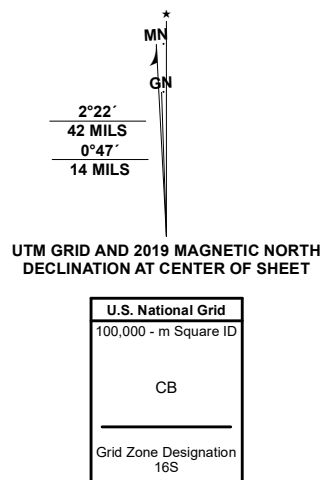 ★
MN
GN
2°22´
42 MILS
0°47´
14 MILS
UTM GRID AND 2019 MAGNETIC NORTH
DECLINATION AT CENTER OF SHEET
U.S. National Grid
100,000 - m Square ID
CB
Grid Zone Designation
16S